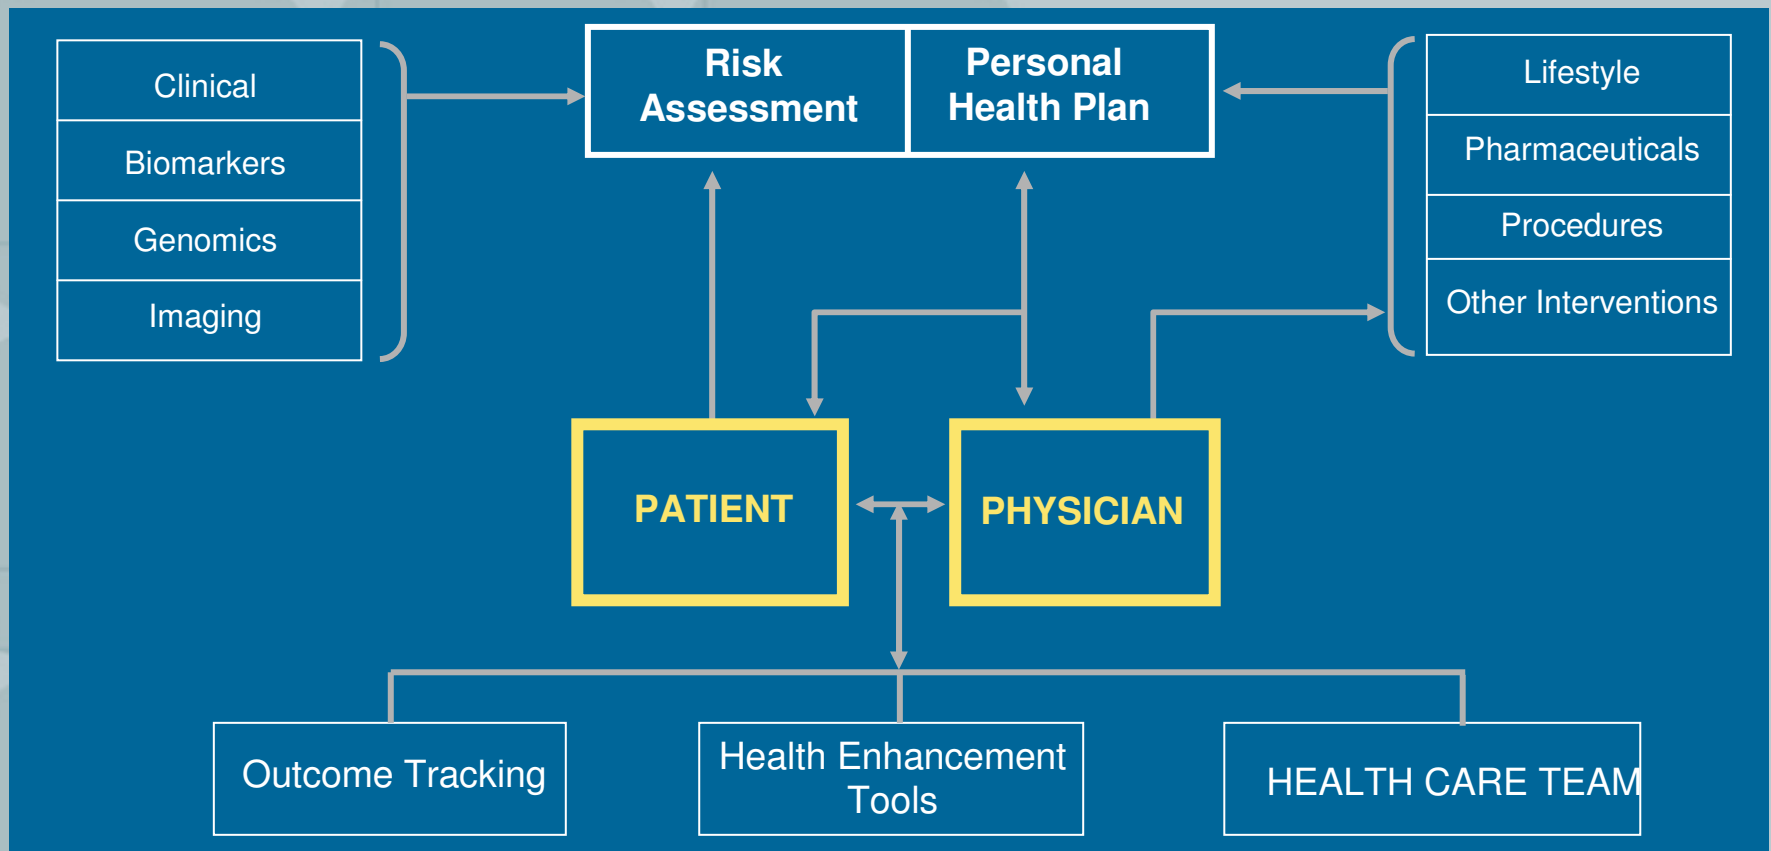 Clinical
Biomarkers
Genomics
Imaging
Risk
Assessment
Personal
Health Plan
Lifestyle
Pharmaceuticals
Procedures
Other Interventions
PATIENT
PHYSICIAN
Outcome Tracking
Health Enhancement
Tools
HEALTH CARE TEAM